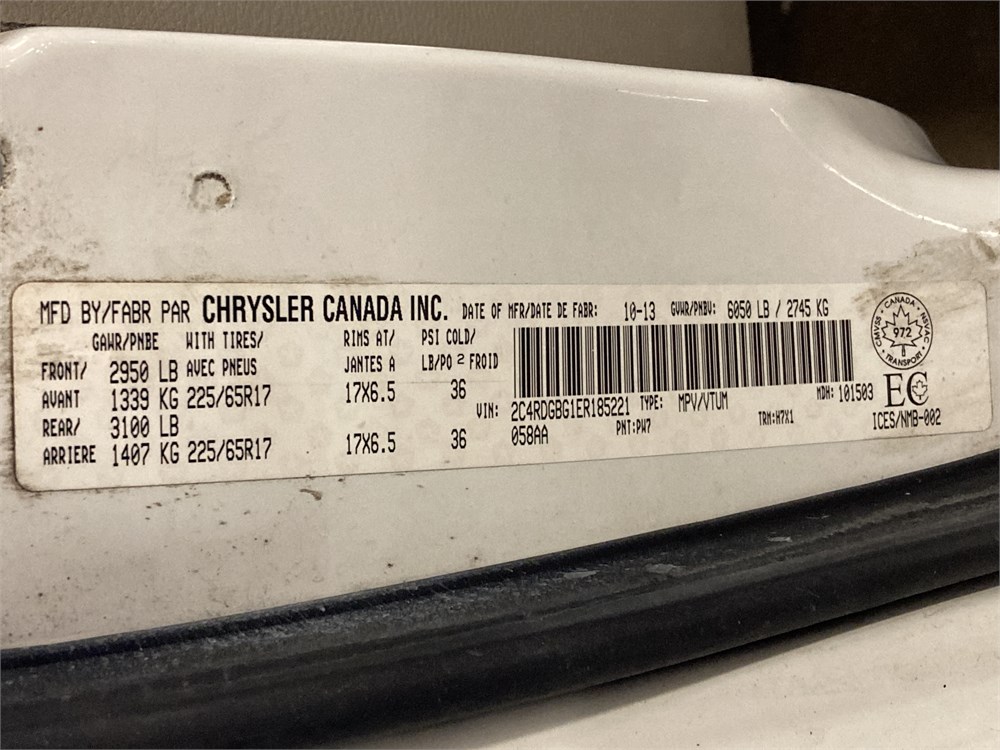 MFD BY/FABR PAR CHRYSLER CANADA INC. DATE OF MFR/DATE DE FABR: 10-13 GVWR/PNBV: 6050 LB / 2745 KG
GAWR/PNBE WITH TIRES/ RIMS AT/ PSI COLD/
FRONT/ 2950 LB AVEC PNEUS JANTES A LB/PO 2 FROID
AVANT 1339 KG 225/65R17 17X6.5 36
REAR/ 3100 LB
ARRIERE 1407 KG 225/65R17 17X6.5 36
VIN: 2C4RDGBG1ER185221 TYPE: MPV/VTUM MDH: 101503
058AA PNT: PW7 TRM: H7X1
CANADA
CMVSS NSVAC
972
TRANSPORT
EC
ICES/NMB-002